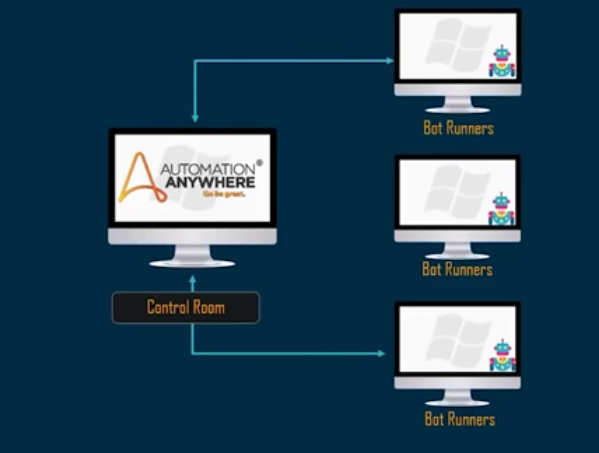 Bot Runners
AUTOMATION®
ANYWHERE
Go be great.
Bot Runners
Control Room
Bot Runners